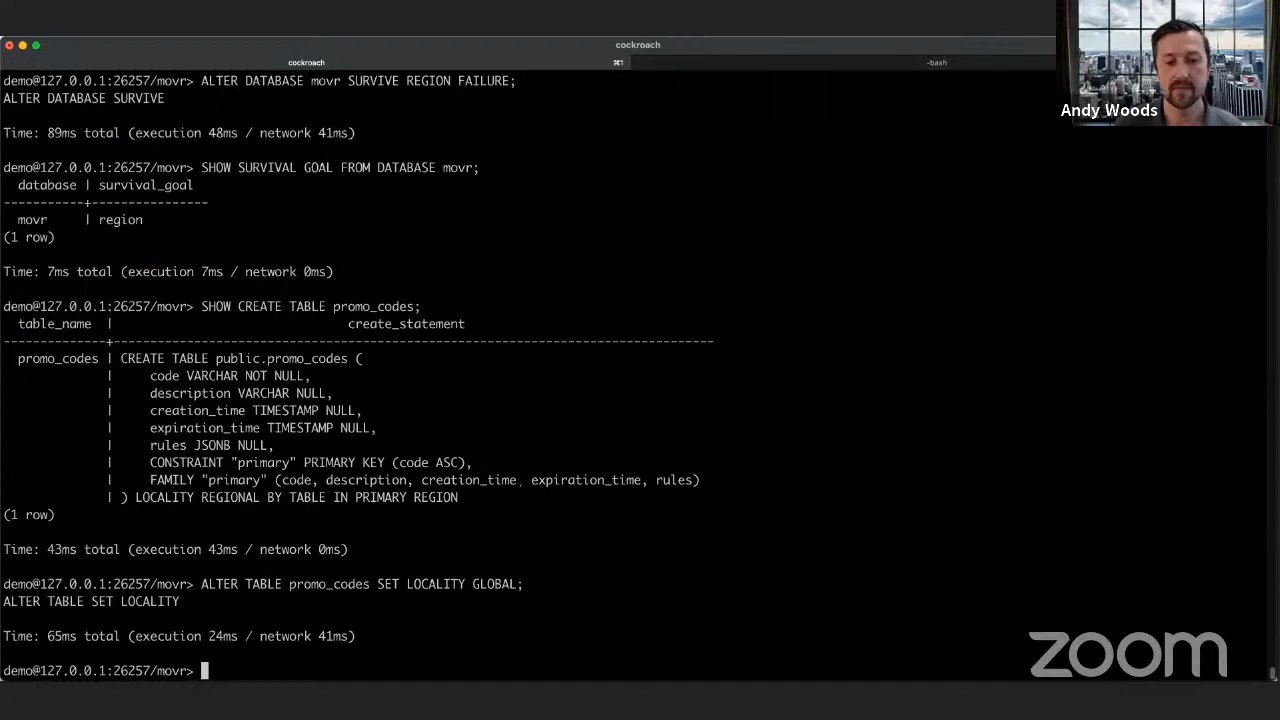 cockroach
cockroach ⌘1 -bash
demo@127.0.0.1:26257/movr> ALTER DATABASE movr SURVIVE REGION FAILURE;
ALTER DATABASE SURVIVE
Time: 89ms total (execution 48ms / network 41ms)
demo@127.0.0.1:26257/movr> SHOW SURVIVAL GOAL FROM DATABASE movr;
database | survival_goal
-----------+----------------
movr | region
(1 row)
Time: 7ms total (execution 7ms / network 0ms)
demo@127.0.0.1:26257/movr> SHOW CREATE TABLE promo_codes;
table_name | create_statement
--------------+-----------------------------------------------------------------------------------
promo_codes | CREATE TABLE public.promo_codes (
| code VARCHAR NOT NULL,
| description VARCHAR NULL,
| creation_time TIMESTAMP NULL,
| expiration_time TIMESTAMP NULL,
| rules JSONB NULL,
| CONSTRAINT "primary" PRIMARY KEY (code ASC),
| FAMILY "primary" (code, description, creation_time, expiration_time, rules)
| ) LOCALITY REGIONAL BY TABLE IN PRIMARY REGION
(1 row)
Time: 43ms total (execution 43ms / network 0ms)
demo@127.0.0.1:26257/movr> ALTER TABLE promo_codes SET LOCALITY GLOBAL;
ALTER TABLE SET LOCALITY
Time: 65ms total (execution 24ms / network 41ms)
demo@127.0.0.1:26257/movr>
Andy Woods
zoom